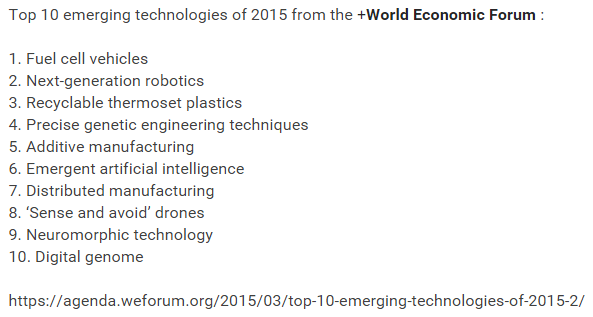 Top 10 emerging technologies of 2015 from the +World Economic Forum :
1. Fuel cell vehicles
2. Next-generation robotics
3. Recyclable thermoset plastics
4. Precise genetic engineering techniques
5. Additive manufacturing
6. Emergent artificial intelligence
7. Distributed manufacturing
8. ‘Sense and avoid’ drones
9. Neuromorphic technology
10. Digital genome
https://agenda.weforum.org/2015/03/top-10-emerging-technologies-of-2015-2/